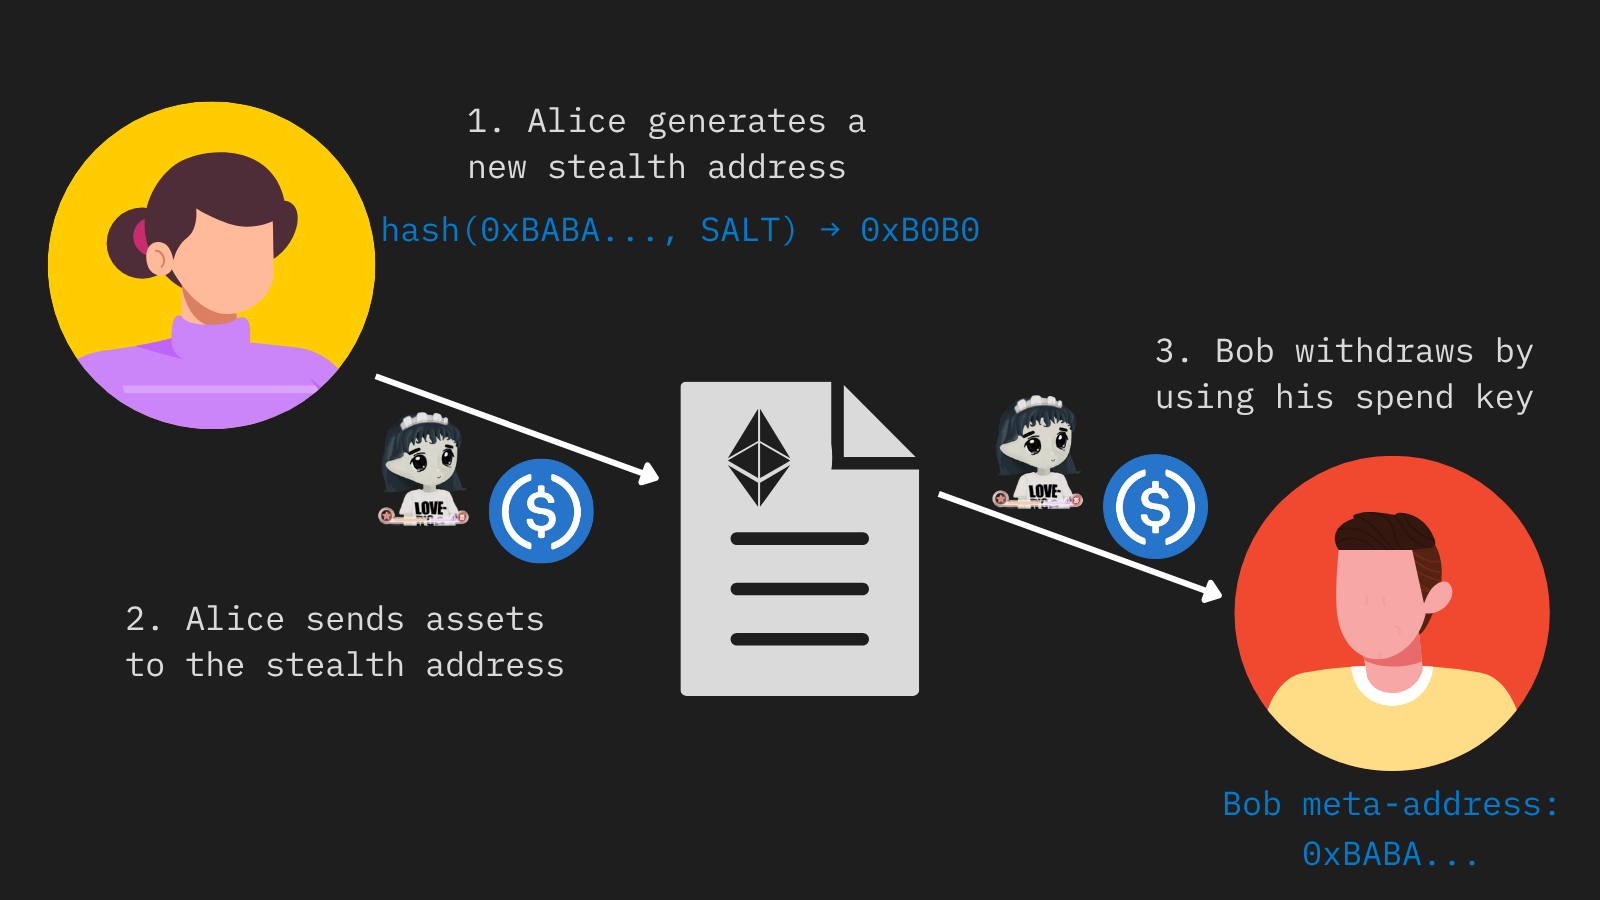 1. Alice generates a
new stealth address
hash(0xBABA..., SALT) → 0xB0B0
3. Bob withdraws by
using his spend key
LOVE-
LOVE-
$
$
2. Alice sends assets
to the stealth address
Bob meta-address:
0xBABA...